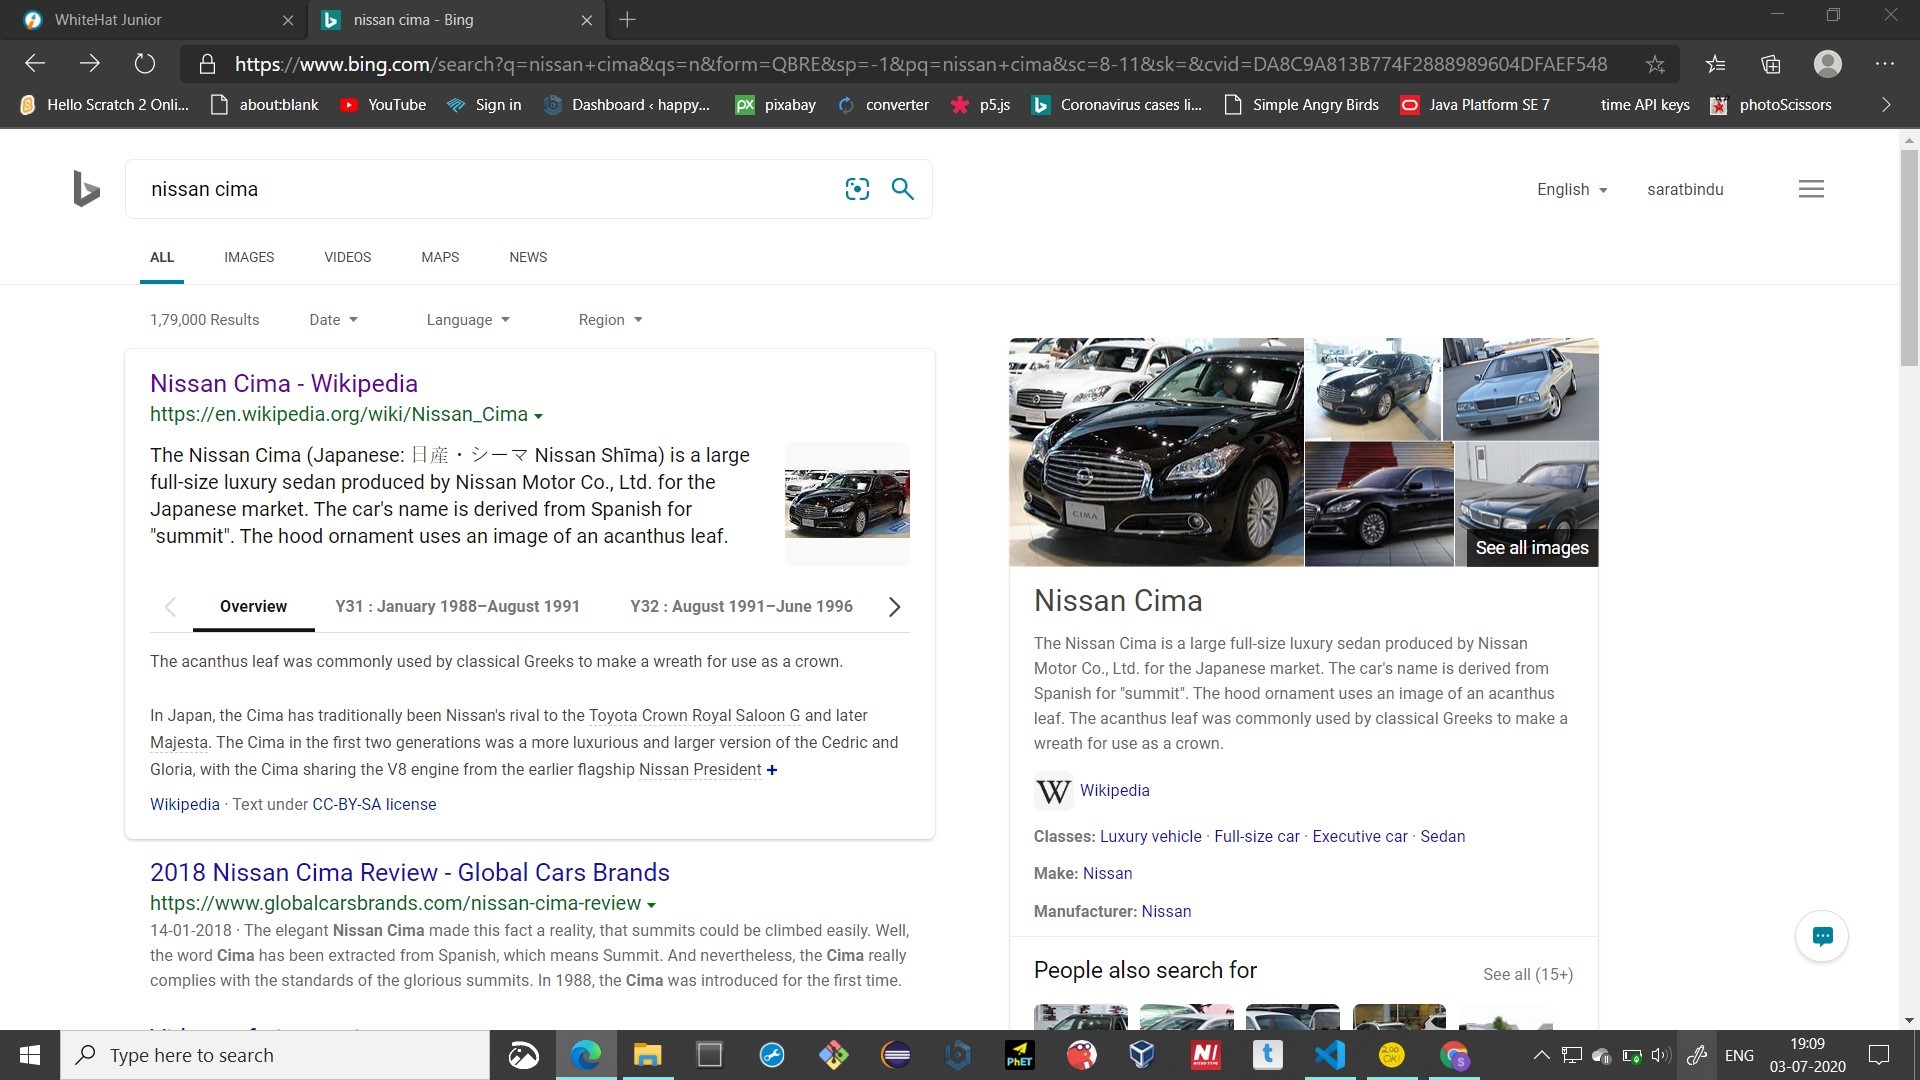 WhiteHat Junior
nissan cima - Bing
https://www.bing.com/search?q=nissan+cima&qs=n&form=QBRE&sp=-1&pq=nissan+cima&sc=8-11&sk=&cvid=DA8C9A813B774F2888989604DFAEF548
Hello Scratch 2 Onli... about:blank YouTube Sign in Dashboard ‹ happy... px pixabay converter p5.js Coronavirus cases li... Simple Angry Birds Java Platform SE 7 time API keys photoScissors
nissan cima
English saratbindu
ALL IMAGES VIDEOS MAPS NEWS
1,79,000 Results Date Language Region
Nissan Cima - Wikipedia
https://en.wikipedia.org/wiki/Nissan_Cima
The Nissan Cima (Japanese: 日産・シーマ Nissan Shīma) is a large
full-size luxury sedan produced by Nissan Motor Co., Ltd. for the
Japanese market. The car's name is derived from Spanish for
"summit". The hood ornament uses an image of an acanthus leaf.
Overview Y31 : January 1988–August 1991 Y32 : August 1991–June 1996
The acanthus leaf was commonly used by classical Greeks to make a wreath for use as a crown.
In Japan, the Cima has traditionally been Nissan's rival to the Toyota Crown Royal Saloon G and later
Majesta. The Cima in the first two generations was a more luxurious and larger version of the Cedric and
Gloria, with the Cima sharing the V8 engine from the earlier flagship Nissan President +
Wikipedia · Text under CC-BY-SA license
2018 Nissan Cima Review - Global Cars Brands
https://www.globalcarsbrands.com/nissan-cima-review
14-01-2018 · The elegant Nissan Cima made this fact a reality, that summits could be climbed easily. Well,
the word Cima has been extracted from Spanish, which means Summit. And nevertheless, the Cima really
complies with the standards of the glorious summits. In 1988, the Cima was introduced for the first time.
CIMA
See all images
Nissan Cima
The Nissan Cima is a large full-size luxury sedan produced by Nissan
Motor Co., Ltd. for the Japanese market. The car's name is derived from
Spanish for "summit". The hood ornament uses an image of an acanthus
leaf. The acanthus leaf was commonly used by classical Greeks to make a
wreath for use as a crown.
W Wikipedia
Classes: Luxury vehicle · Full-size car · Executive car · Sedan
Make: Nissan
Manufacturer: Nissan
People also search for See all (15+)
Type here to search
PhET
N!
t
S
ENG
19:09
03-07-2020